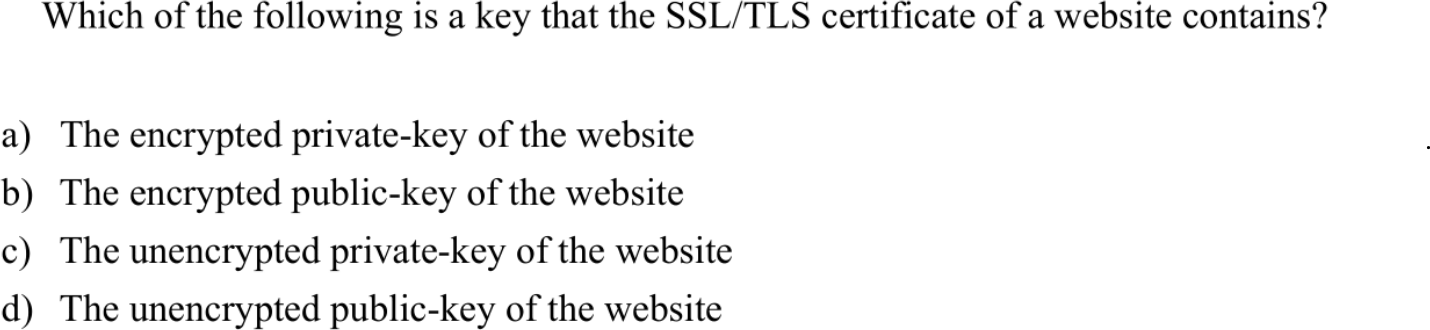 Which of the following is a key that the SSL/TLS certificate of a website contains?
a) The encrypted private-key of the website
b) The encrypted public-key of the website
c) The unencrypted private-key of the website
d) The unencrypted public-key of the website